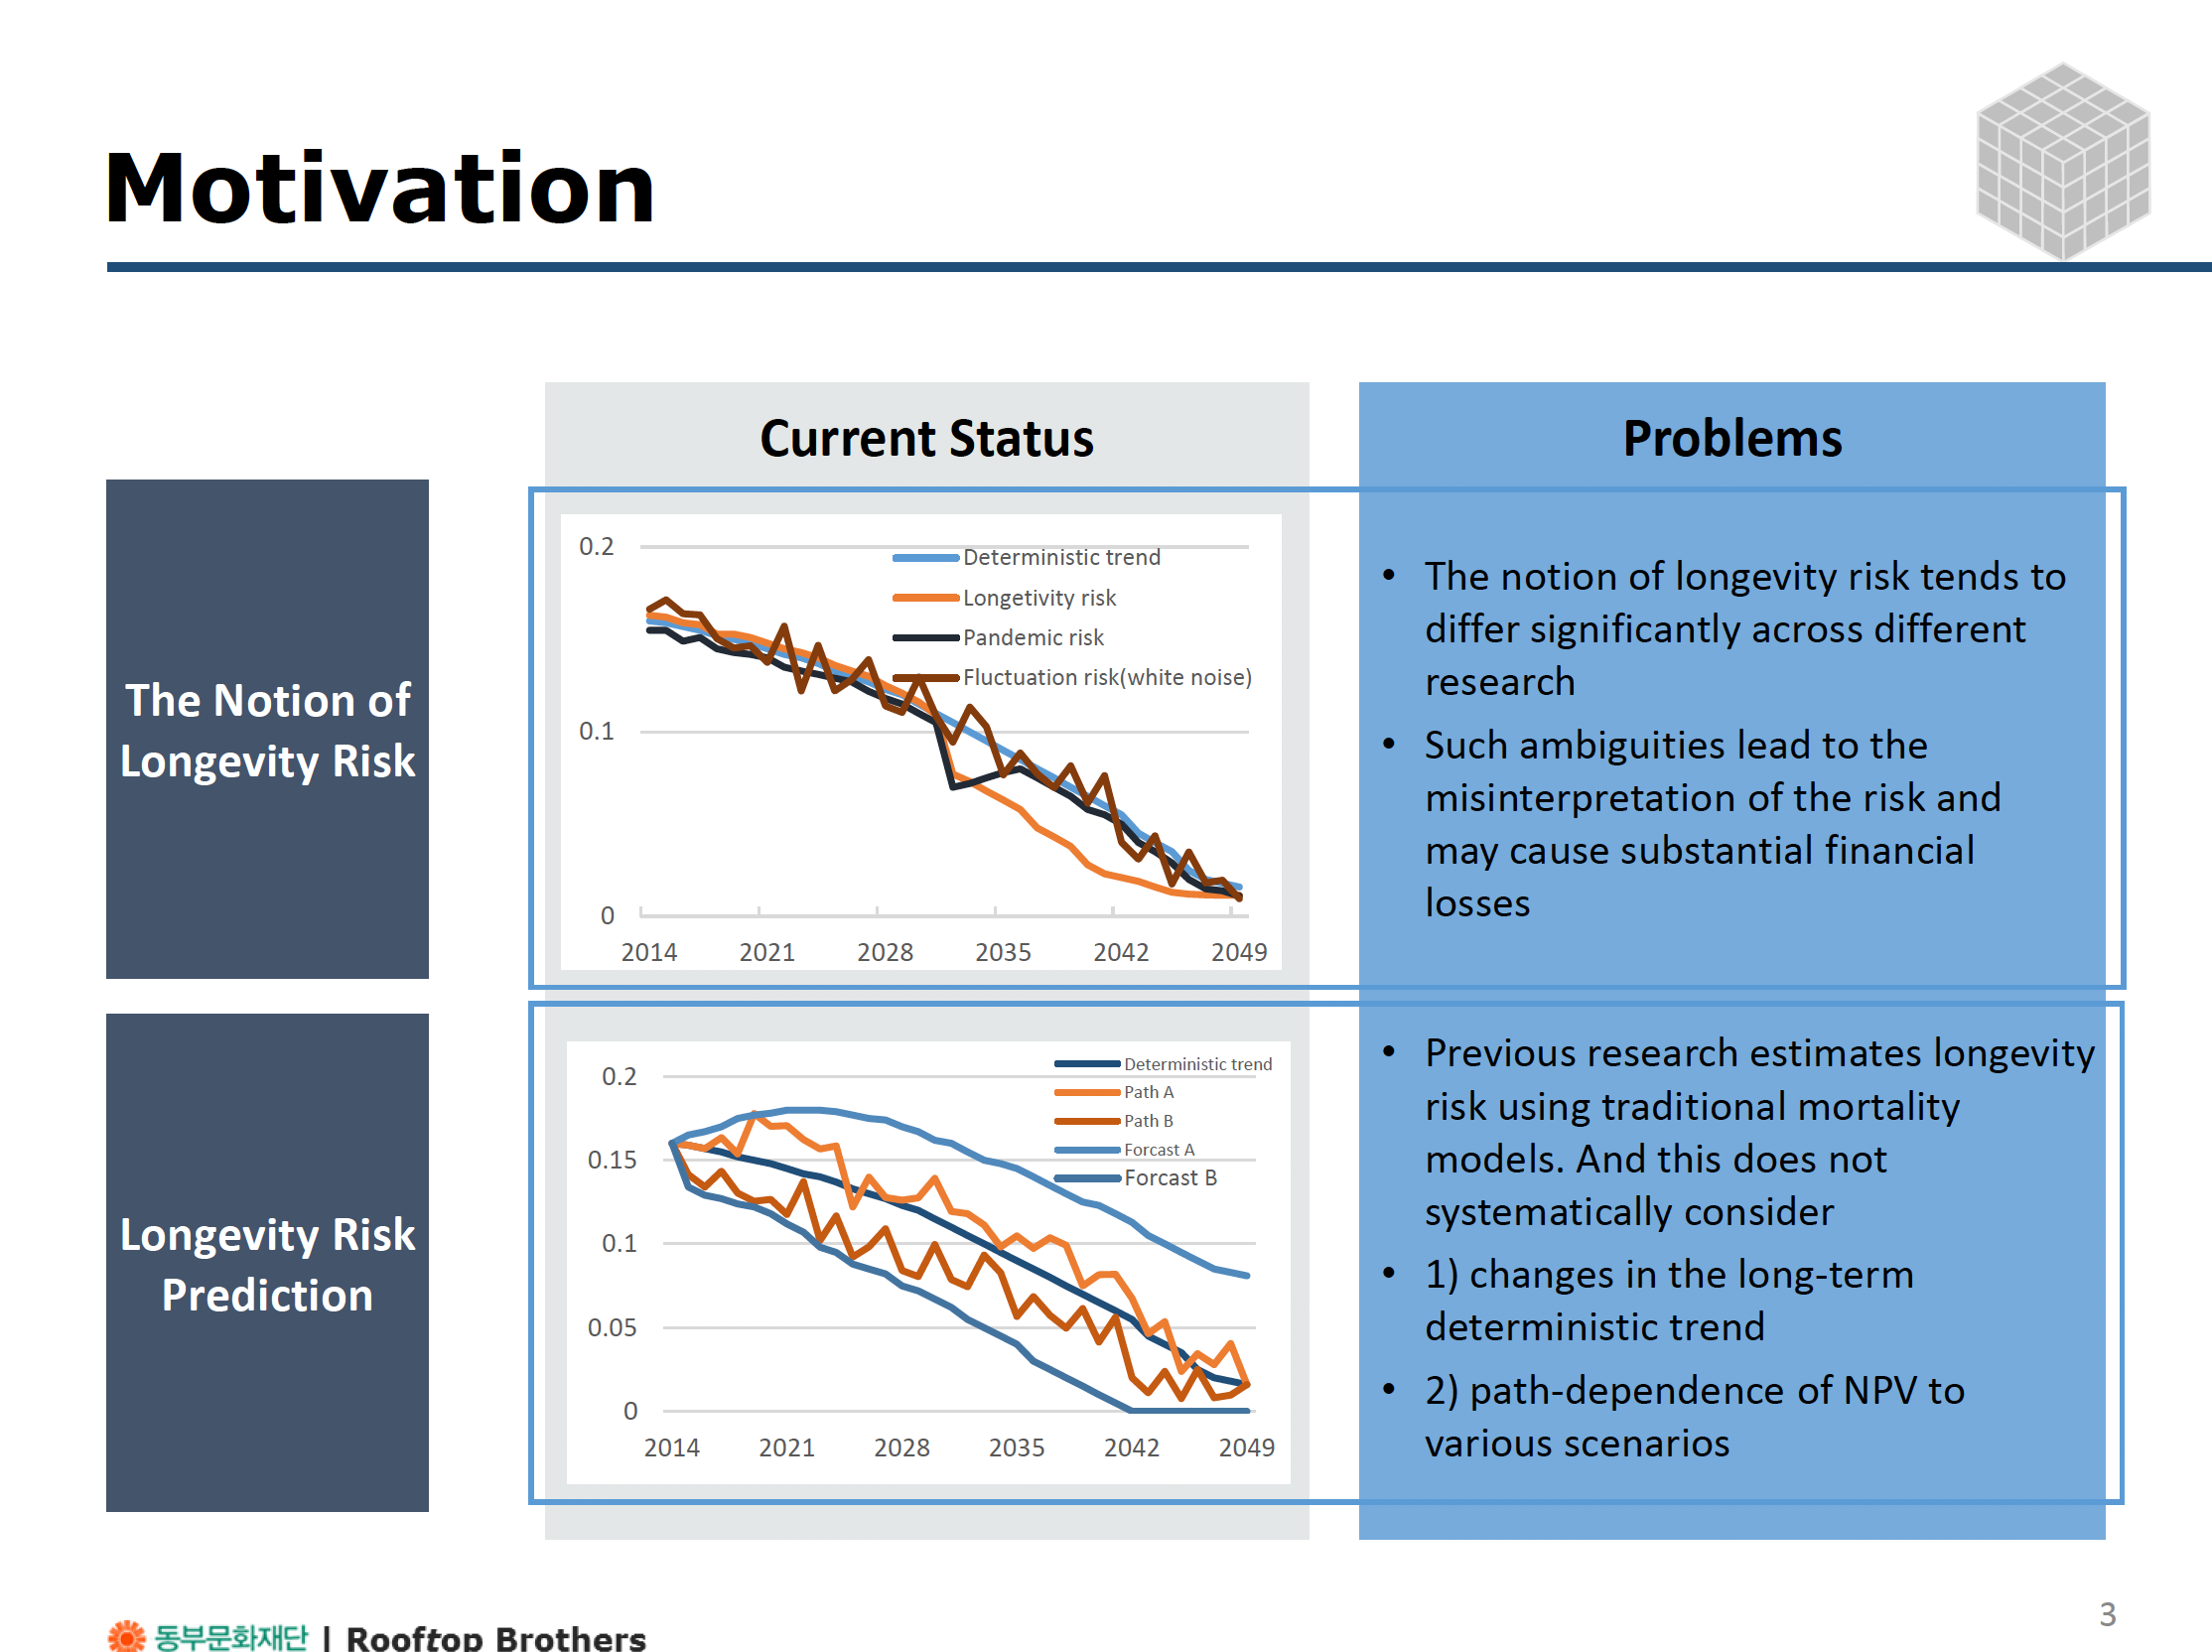 Motivation
Current Status
Problems
The Notion of
Longevity Risk
0.2
0.1
0
Deterministic trend
Longetivity risk
Pandemic risk
Fluctuation risk(white noise)
2014 2021 2028 2035 2042 2049
• The notion of longevity risk tends to
differ significantly across different
research
• Such ambiguities lead to the
misinterpretation of the risk and
may cause substantial financial
losses
Longevity Risk
Prediction
0.2
0.15
0.1
0.05
0
Deterministic trend
Path A
Path B
Forcast A
Forcast B
2014 2021 2028 2035 2042 2049
• Previous research estimates longevity
risk using traditional mortality
models. And this does not
systematically consider
• 1) changes in the long-term
deterministic trend
• 2) path-dependence of NPV to
various scenarios
동부문화재단 | Rooftop Brothers
3